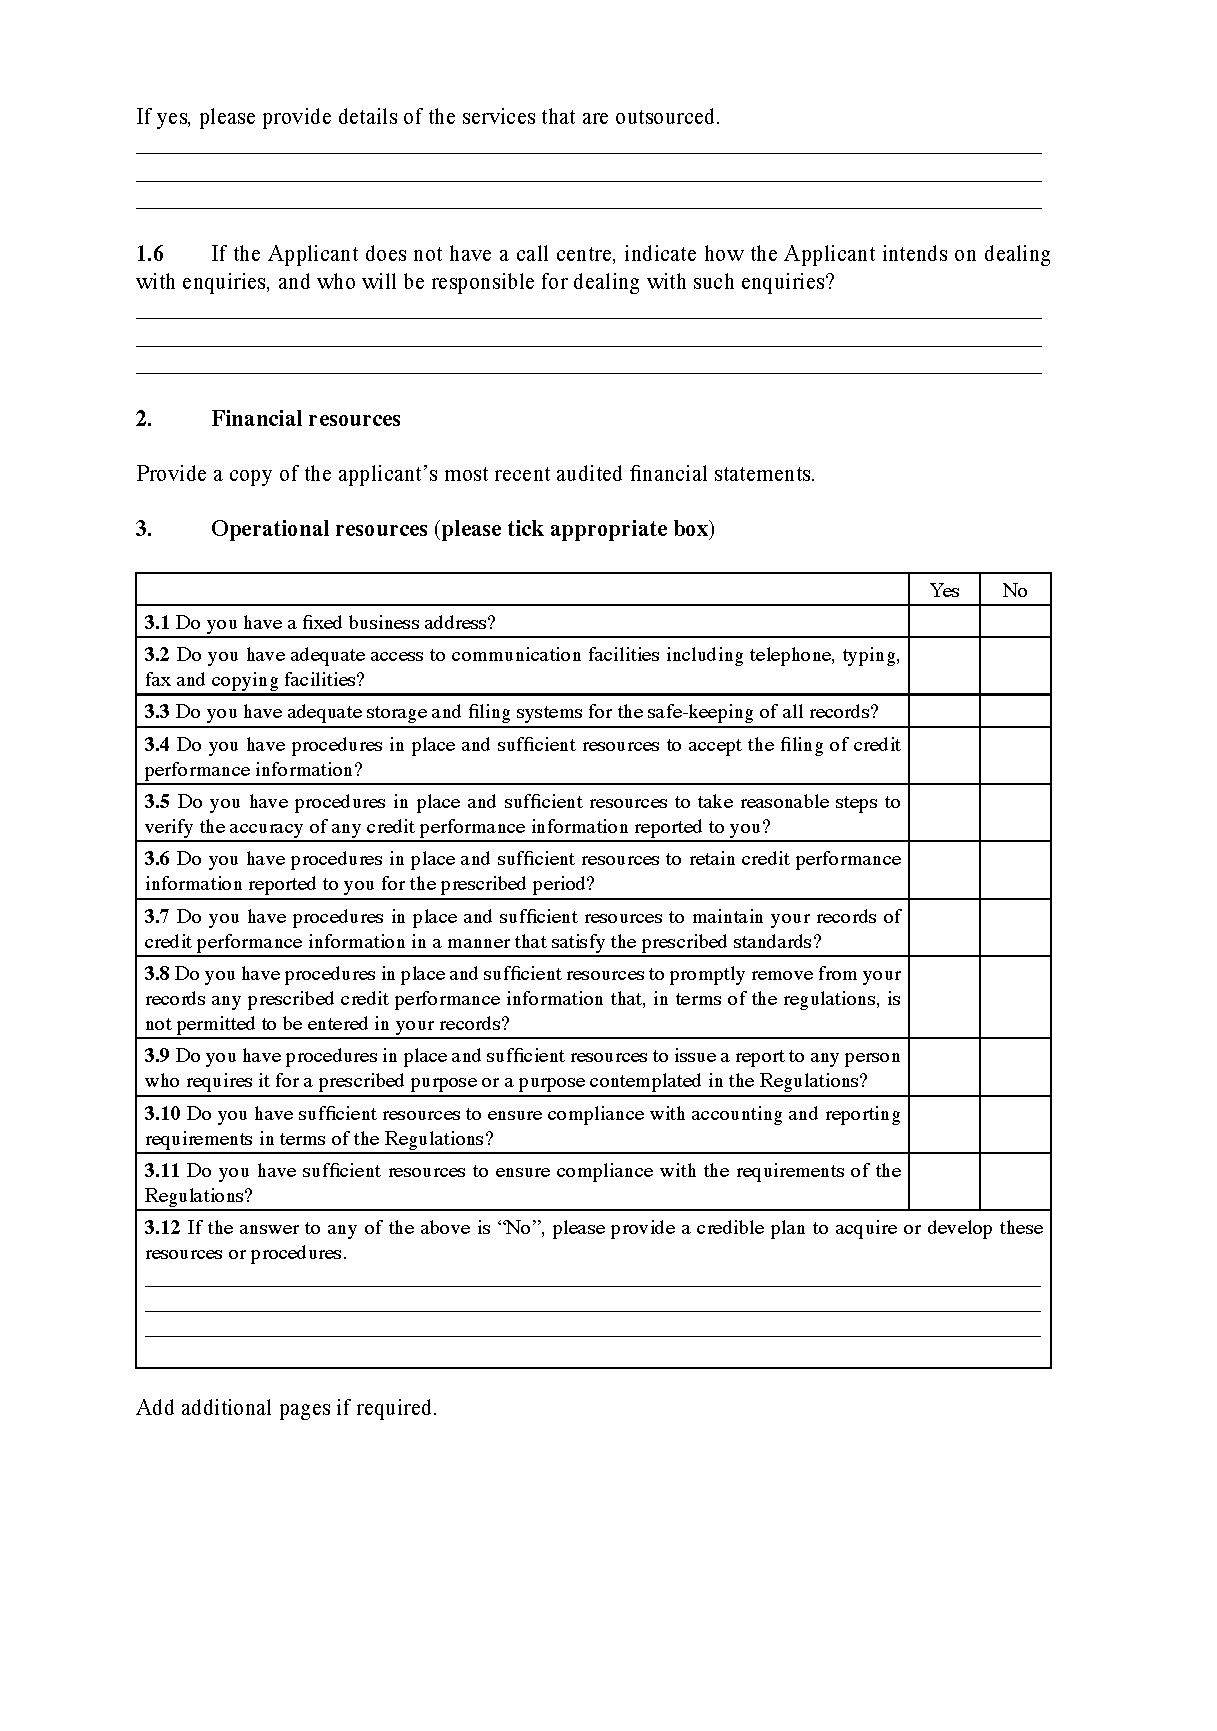 If yes, please provide details of the services that are outsourced.
1.6 If the Applicant does not have a call centre, indicate how the Applicant intends on dealing
with enquiries, and who will be responsible for dealing with such enquiries?
2. Financial resources
Provide a copy of the applicant’s most recent audited financial statements.
3. Operational resources (please tick appropriate box)
Yes No
3.1 Do you have a fixed business address?
3.2 Do you have adequate access to communication facilities including telephone, typing,
fax and copying facilities?
3.3 Do you have adequate storage and filing systems for the safe-keeping of all records?
3.4 Do you have procedures in place and sufficient resources to accept the filing of credit
performance information?
3.5 Do you have procedures in place and sufficient resources to take reasonable steps to
verify the accuracy of any credit performance information reported to you?
3.6 Do you have procedures in place and sufficient resources to retain credit performance
information reported to you for the prescribed period?
3.7 Do you have procedures in place and sufficient resources to maintain your records of
credit performance information in a manner that satisfy the prescribed standards?
3.8 Do you have procedures in place and sufficient resources to promptly remove from your
records any prescribed credit performance information that, in terms of the regulations, is
not permitted to be entered in your records?
3.9 Do you have procedures in place and sufficient resources to issue a report to any person
who requires it for a prescribed purpose or a purpose contemplated in the Regulations?
3.10 Do you have sufficient resources to ensure compliance with accounting and reporting
requirements in terms of the Regulations?
3.11 Do you have sufficient resources to ensure compliance with the requirements of the
Regulations?
3.12 If the answer to any of the above is “No”, please provide a credible plan to acquire or develop these
resources or procedures.
Add additional pages if required.